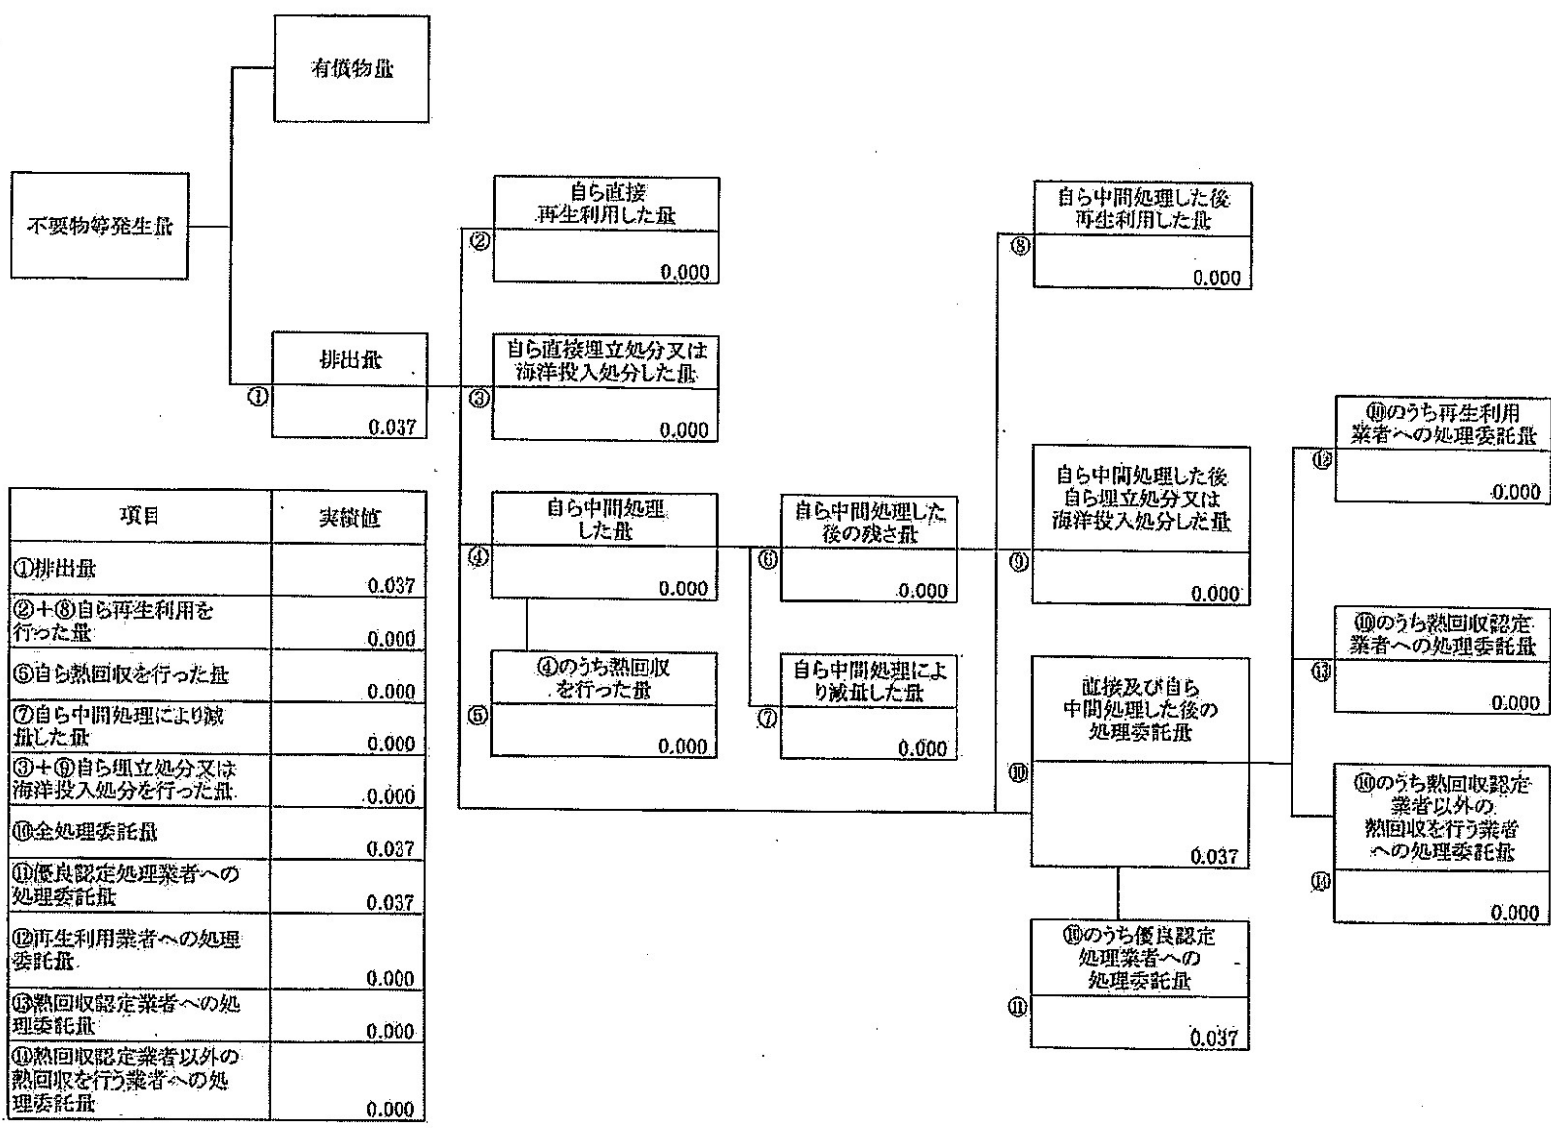 有償物量
不要物等発生量
排出量
①
0.037
自ら直接
再生利用した量
②
0.000
自ら直接埋立処分又は
海洋投入処分した量
③
0.000
自ら中間処理
した量
④
0.000
④のうち熱回収
を行った量
⑤
0.000
自ら中間処理した
後の残さ量
⑥
0.000
自ら中間処理によ
り減量した量
⑦
0.000
自ら中間処理した後
再生利用した量
⑧
0.000
自ら中間処理した後
自ら埋立処分又は
海洋投入処分した量
⑨
0.000
直接及び自ら
中間処理した後の
処理委託量
⑩
0.037
⑩のうち優良認定
処理業者への
処理委託量
⑪
0.037
⑩のうち再生利用
業者への処理委託量
⑫
0.000
⑩のうち熱回収認定
業者への処理委託量
⑬
0.000
⑩のうち熱回収認定
業者以外の
熱回収を行う業者
への処理委託量
⑭
0.000
項目 実績値
①排出量 0.037
②+⑧自ら再生利用を
行った量 0.000
⑤自ら熱回収を行った量 0.000
⑦自ら中間処理により減
量した量 0.000
③+⑨自ら埋立処分又は
海洋投入処分を行った量 0.000
⑩全処理委託量 0.037
⑪優良認定処理業者への
処理委託量 0.037
⑫再生利用業者への処理
委託量 0.000
⑬熱回収認定業者への処
理委託量 0.000
⑭熱回収認定業者以外の
熱回収を行う業者への処
理委託量 0.000